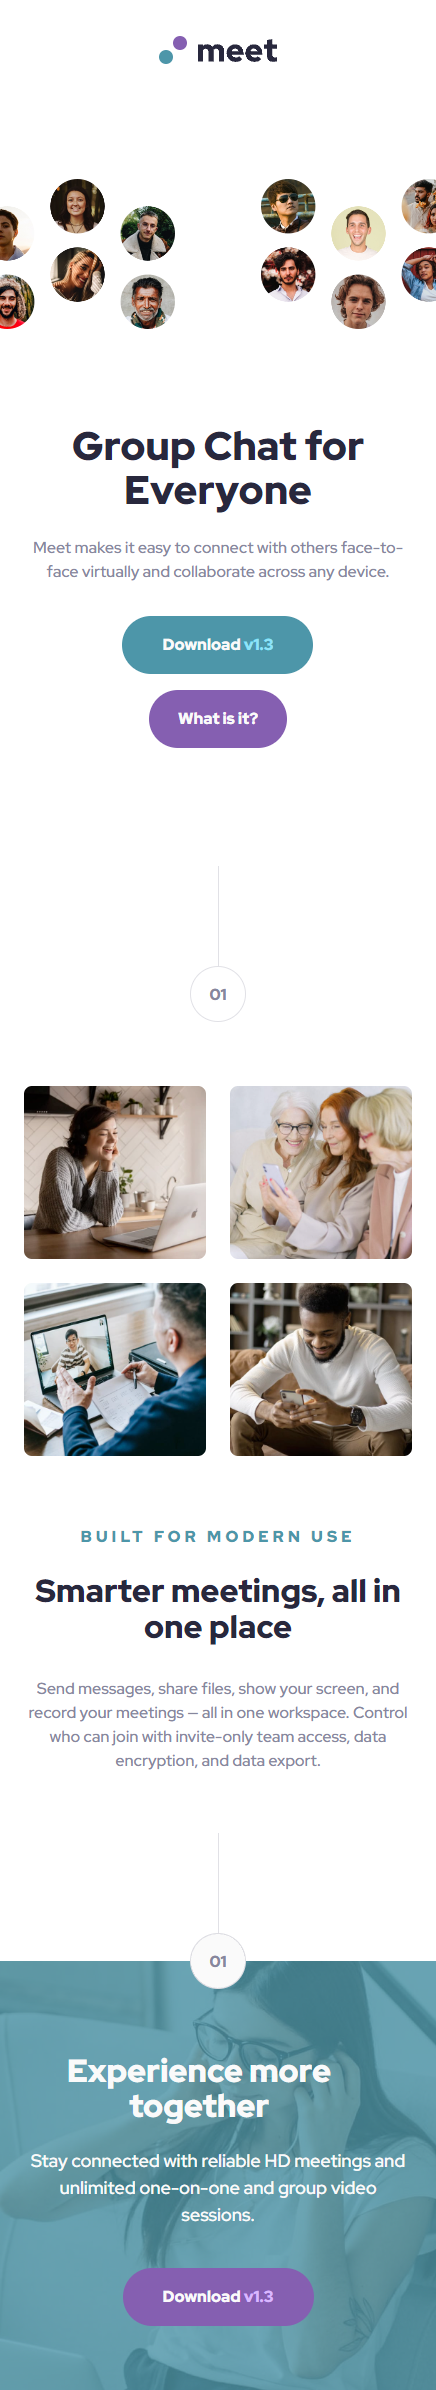 meet
Group Chat for
Everyone
Meet makes it easy to connect with others face-to-
face virtually and collaborate across any device.
Download v1.3
What is it?
01
BUILT FOR MODERN USE
Smarter meetings, all in
one place
Send messages, share files, show your screen, and
record your meetings — all in one workspace. Control
who can join with invite-only team access, data
encryption, and data export.
01
Experience more
together
Stay connected with reliable HD meetings and
unlimited one-on-one and group video
sessions.
Download v1.3